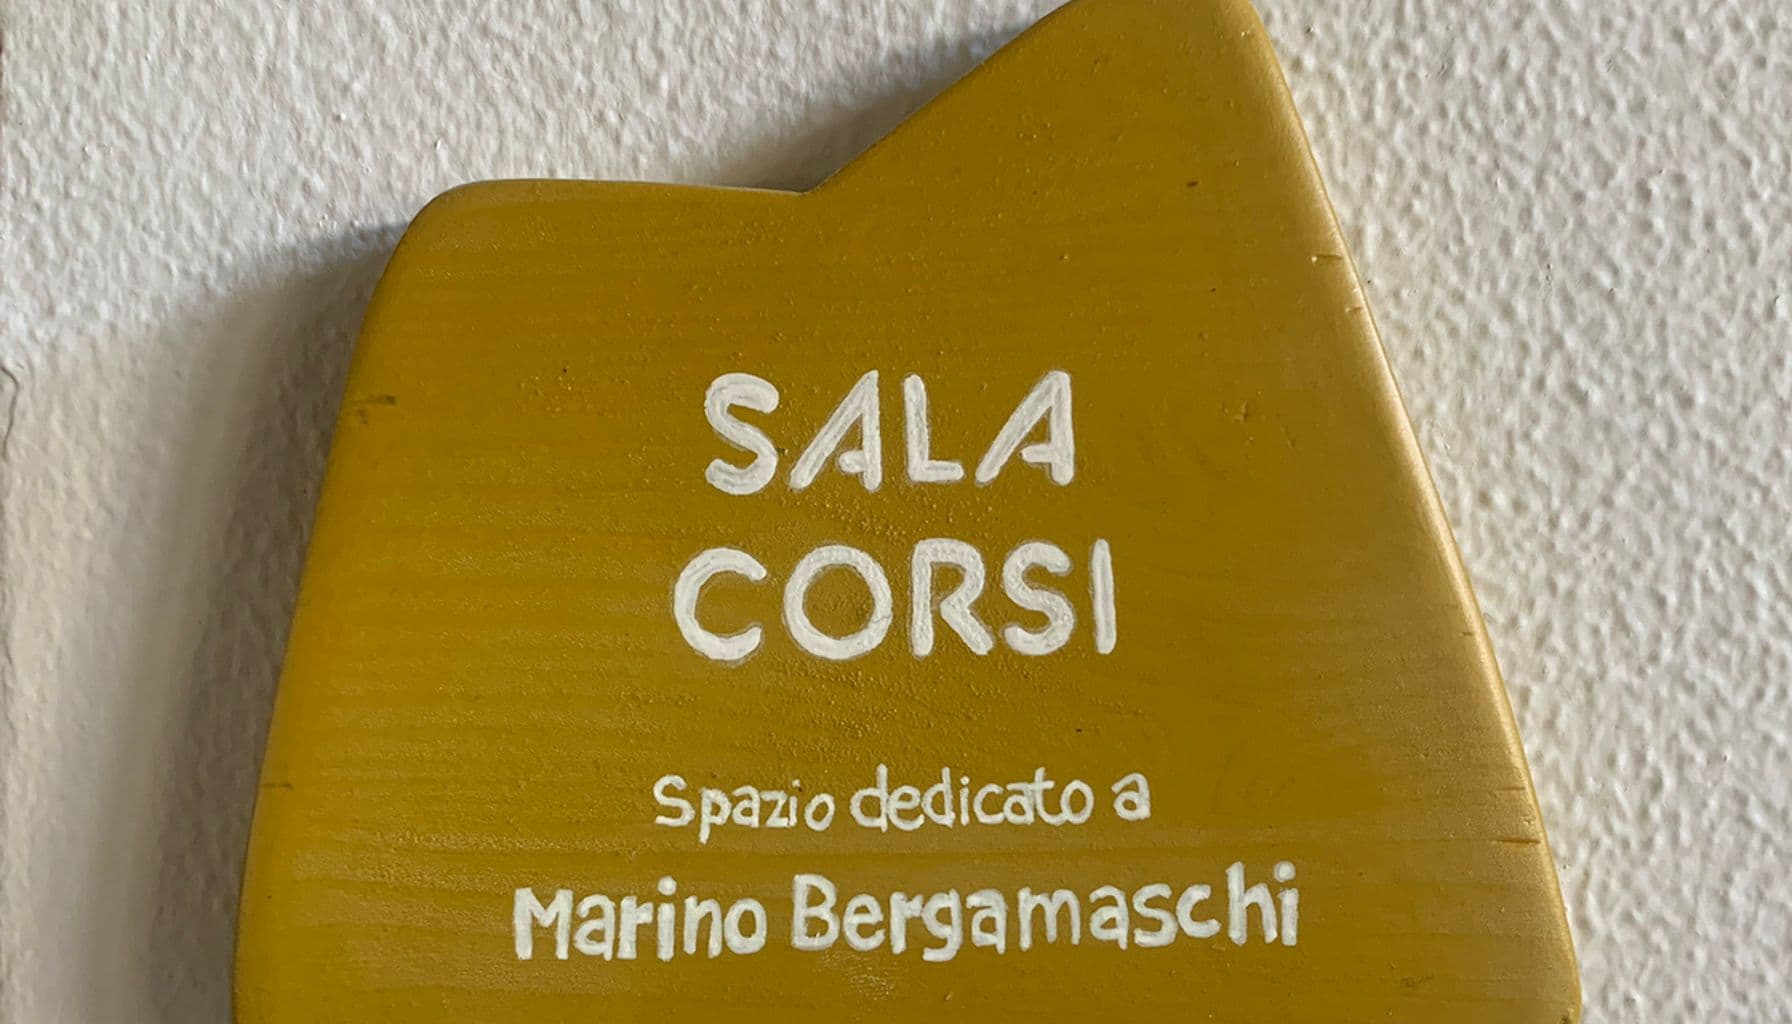 SALA
CORSI
Spazio dedicato a
Marino Bergamaschi